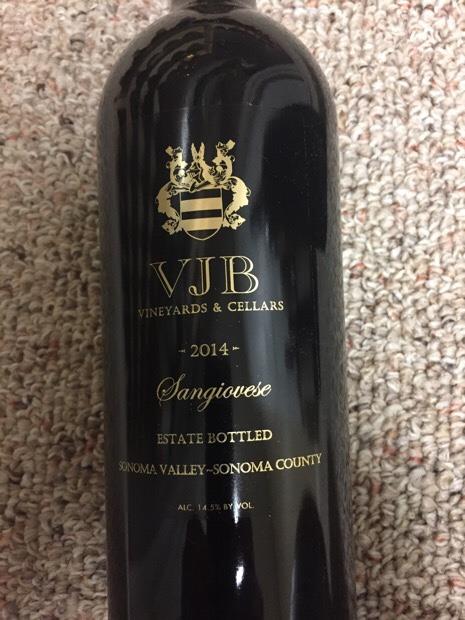 VJB
VINEYARDS & CELLARS
- 2014 -
Sangiovese
ESTATE BOTTLED
SONOMA VALLEY~SONOMA COUNTY
ALC. 14.5% BY VOL.